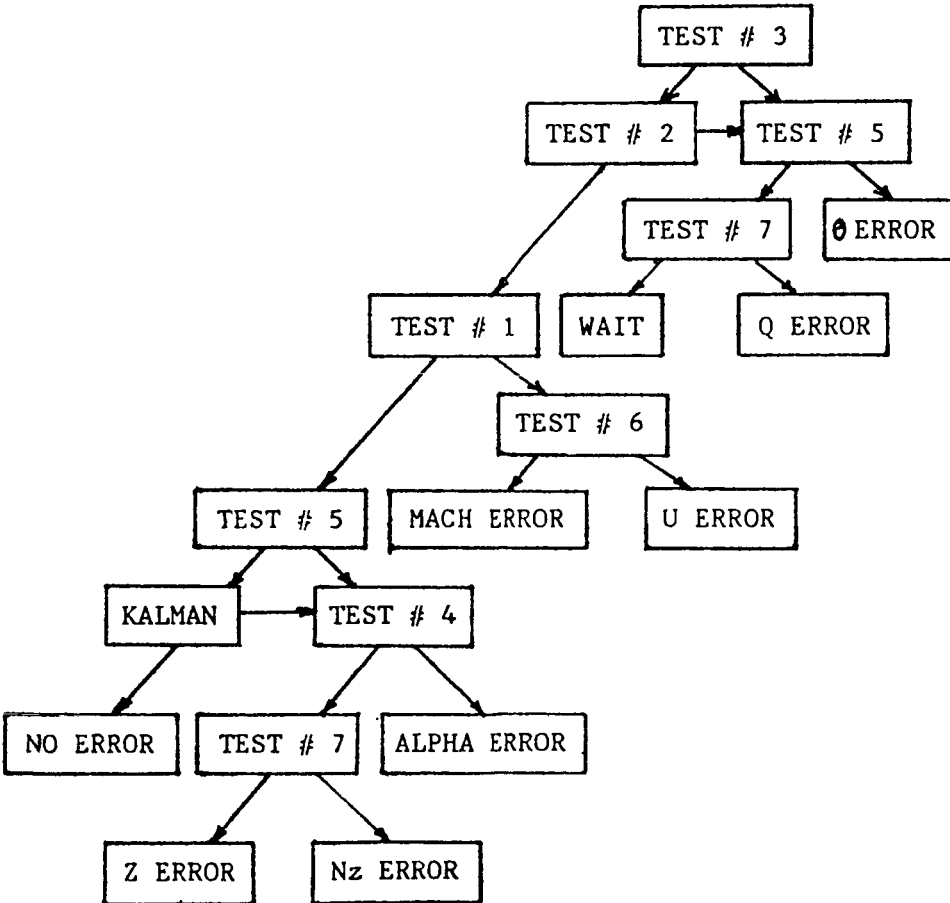 TEST # 3
TEST # 2
TEST # 5
TEST # 7
θ ERROR
TEST # 1
WAIT
Q ERROR
TEST # 6
TEST # 5
MACH ERROR
U ERROR
KALMAN
TEST # 4
NO ERROR
TEST # 7
ALPHA ERROR
Z ERROR
Nz ERROR